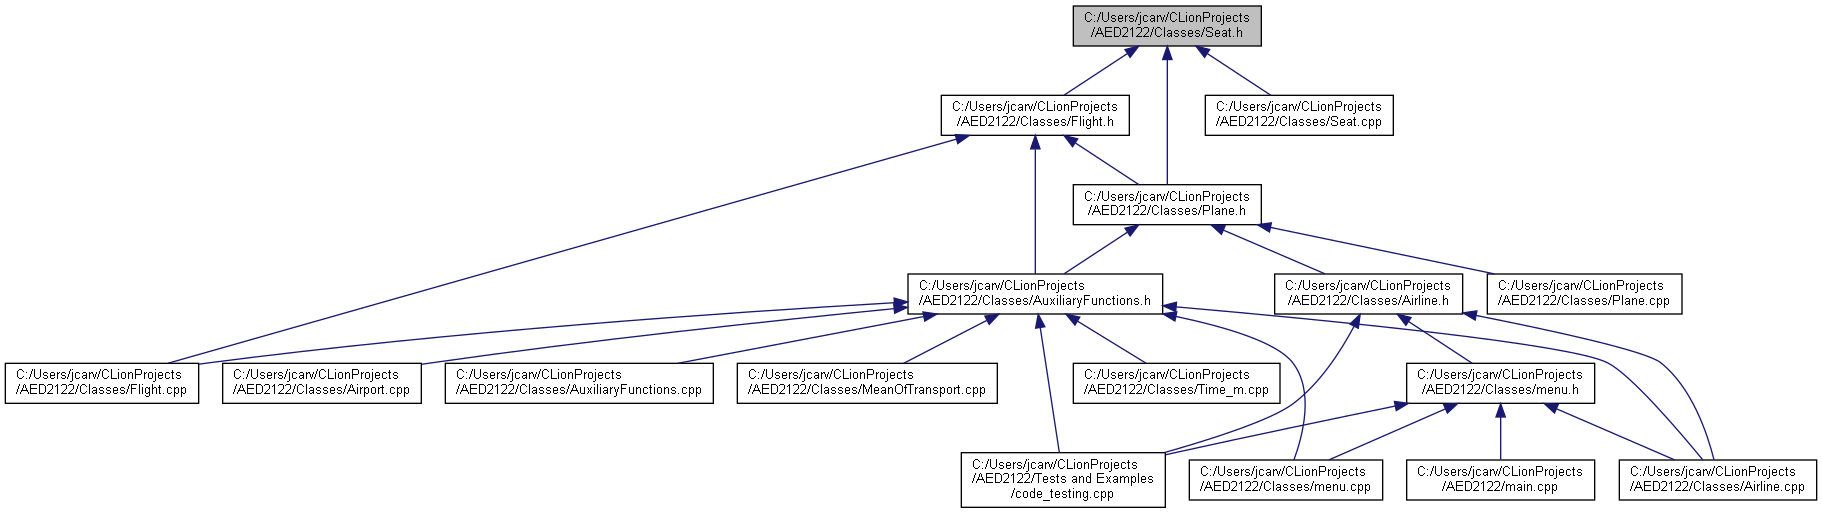 C:/Users/jcarv/CLionProjects
/AED2122/Classes/Seat.h
C:/Users/jcarv/CLionProjects
/AED2122/Classes/Flight.h
C:/Users/jcarv/CLionProjects
/AED2122/Classes/Seat.cpp
C:/Users/jcarv/CLionProjects
/AED2122/Classes/Plane.h
C:/Users/jcarv/CLionProjects
/AED2122/Classes/AuxiliaryFunctions.h
C:/Users/jcarv/CLionProjects
/AED2122/Classes/Airline.h
C:/Users/jcarv/CLionProjects
/AED2122/Classes/Plane.cpp
C:/Users/jcarv/CLionProjects
/AED2122/Classes/Flight.cpp
C:/Users/jcarv/CLionProjects
/AED2122/Classes/Airport.cpp
C:/Users/jcarv/CLionProjects
/AED2122/Classes/AuxiliaryFunctions.cpp
C:/Users/jcarv/CLionProjects
/AED2122/Classes/MeanOfTransport.cpp
C:/Users/jcarv/CLionProjects
/AED2122/Classes/Time_m.cpp
C:/Users/jcarv/CLionProjects
/AED2122/Classes/menu.h
C:/Users/jcarv/CLionProjects
/AED2122/Tests and Examples
/code_testing.cpp
C:/Users/jcarv/CLionProjects
/AED2122/Classes/menu.cpp
C:/Users/jcarv/CLionProjects
/AED2122/main.cpp
C:/Users/jcarv/CLionProjects
/AED2122/Classes/Airline.cpp